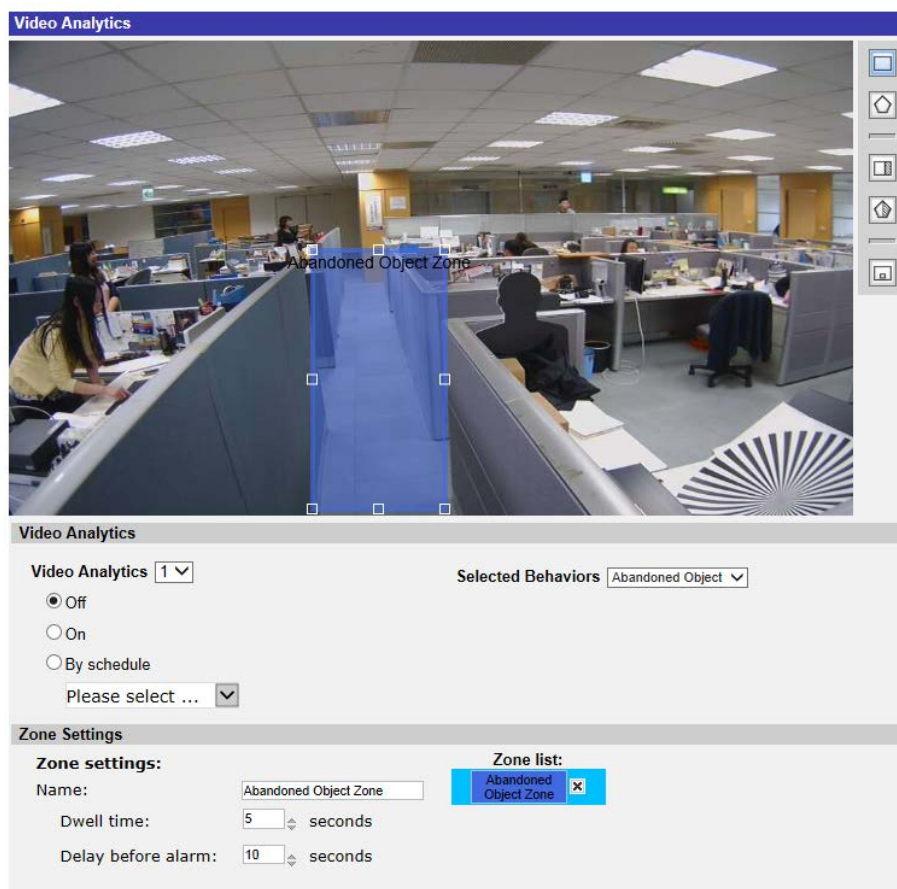 Video Analytics
Abandoned Object Zone
Video Analytics
Video Analytics 1
Selected Behaviors Abandoned Object
Off
On
By schedule
Please select ...
Zone Settings
Zone settings:
Zone list:
Name: Abandoned Object Zone
Abandoned
Object Zone
Dwell time: 5 seconds
Delay before alarm: 10 seconds